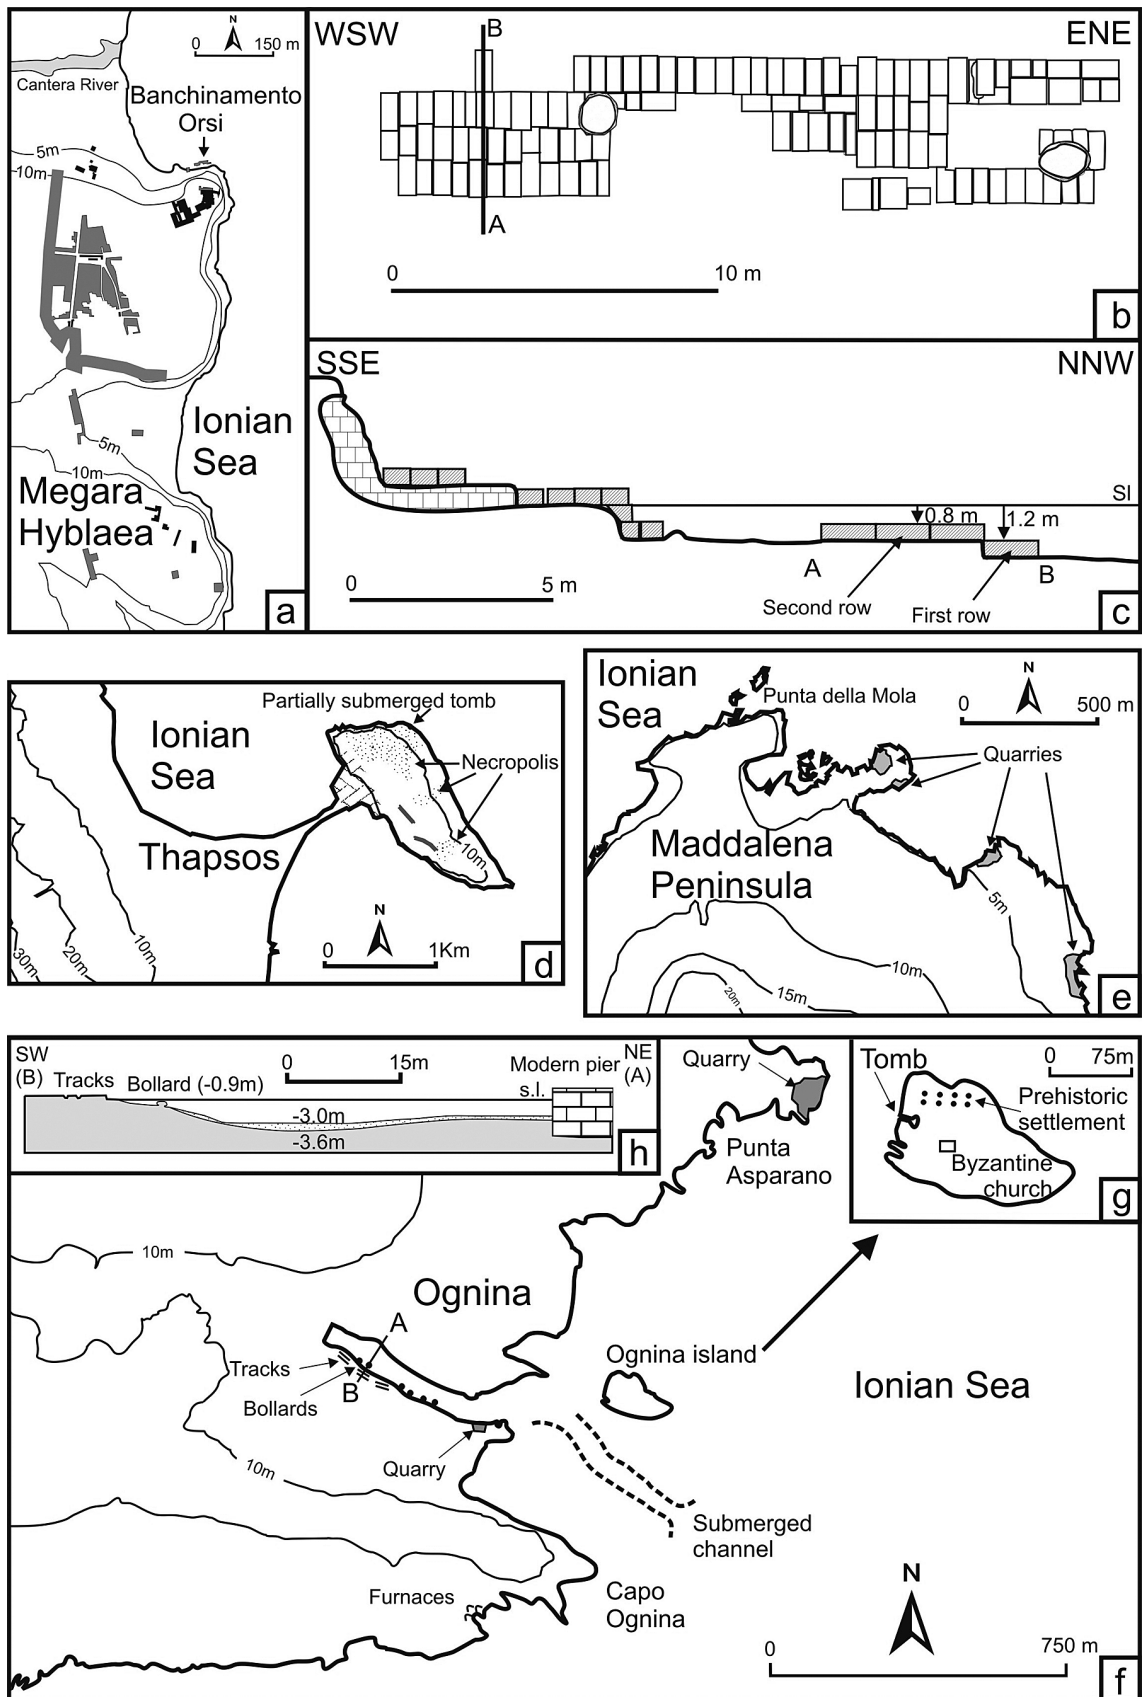 N
0 150 m
Cantera River
Banchinamento
Orsi
5m
10m
Ionian
Sea
5m
10m
Megara
Hyblaea
a
WSW
B
ENE
A
0 10 m
b
SSE
NNW
Sl
0.8 m
1.2 m
A
B
0 5 m
Second row
First row
c
Partially submerged tomb
Ionian
Sea
Necropolis
Thapsos
10m
N
0 1Km
30m
20m
10m
d
Ionian
Sea
Punta della Mola
N
0 500 m
Quarries
Maddalena
Peninsula
5m
10m
15m
20m
e
SW
(B)
Tracks
Bollard (-0.9m)
0 15m
Modern pier
NE
(A)
s.l.
-3.0m
-3.6m
h
Quarry
Punta
Asparano
Tomb
0 75m
Prehistoric
settlement
Byzantine
church
g
10m
Ognina
A
Tracks
B
Bollards
Ognina island
Ionian Sea
Quarry
10m
Submerged
channel
Furnaces
Capo
Ognina
N
0 750 m
f